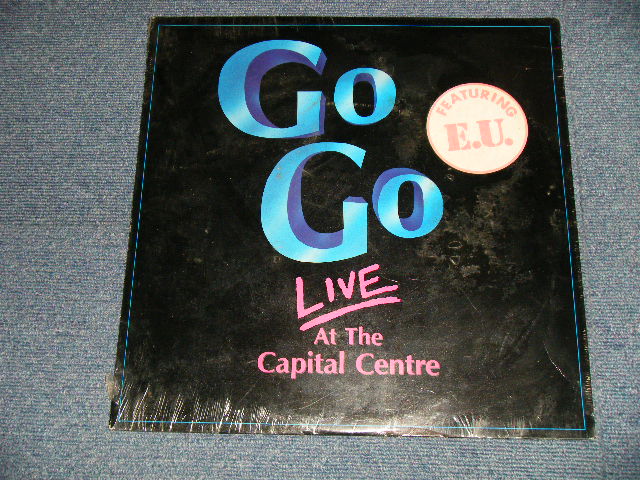 Go
Go
FEATURING
E.U.
LIVE
At The
Capital Centre